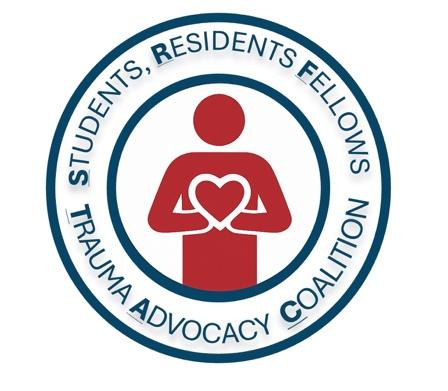 STUDENTS, RESIDENTS FELLOWS
TRAUMA ADVOCACY COALITION